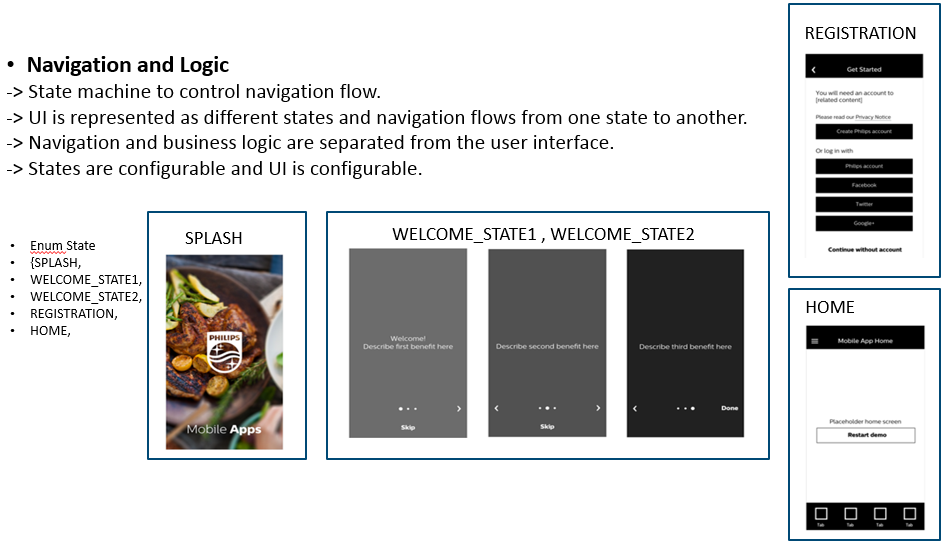 • Navigation and Logic
-> State machine to control navigation flow.
-> UI is represented as different states and navigation flows from one state to another.
-> Navigation and business logic are separated from the user interface.
-> States are configurable and UI is configurable.
• Enum State
• {SPLASH,
• WELCOME_STATE1,
• WELCOME_STATE2,
• REGISTRATION,
• HOME,
SPLASH
PHILIPS
Mobile Apps
WELCOME_STATE1 , WELCOME_STATE2
Welcome!
Describe first benefit here
Skip
Describe second benefit here
Skip
Describe third benefit here
Done
REGISTRATION
Get Started
You will need an account to
[related content]
Please read our Privacy Notice
Create Philips account
Or log in with
Philips account
Facebook
Twitter
Google+
Continue without account
HOME
Mobile App Home
Placeholder home screen
Restart demo
Tab Tab Tab Tab